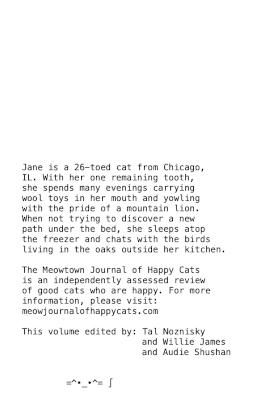 Jane is a 26-toed cat from Chicago,
IL. With her one remaining tooth,
she spends many evenings carrying
wool toys in her mouth and yowling
with the pride of a mountain lion.
When not trying to discover a new
path under the bed, she sleeps atop
the freezer and chats with the birds
living in the oaks outside her kitchen.
The Meowtown Journal of Happy Cats
is an independently assessed review
of good cats who are happy. For more
information, please visit:
meowjournalofhappycats.com
This volume edited by: Tal Noznisky
and Willie James
and Audie Shushan
=^•_•^= ∫